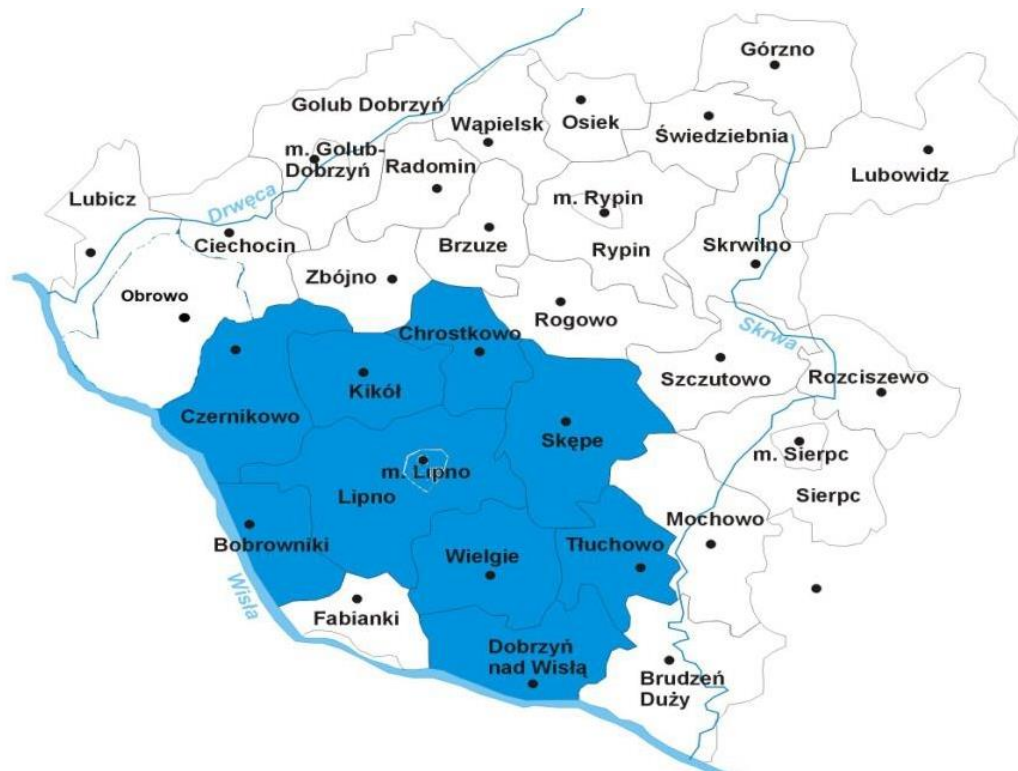 Górzno
Golub Dobrzyń
Wąpielsk
Osiek
Świedziebnia
m. Golub-
Dobrzyń
Radomin
Lubowidz
Lubicz
Drwęca
m. Rypin
Ciechocin
Brzuze
Rypin
Skrwilno
Zbójno
Obrowo
Rogowo
Chrostkowo
Skrwa
Szczutowo
Rozciszewo
Kikół
Czernikowo
Skępe
m. Sierpc
m. Lipno
Lipno
Sierpc
Mochowo
Bobrowniki
Wielgie
Tłuchowo
Wisła
Fabianki
Dobrzyń
nad Wisłą
Brudzeń
Duży